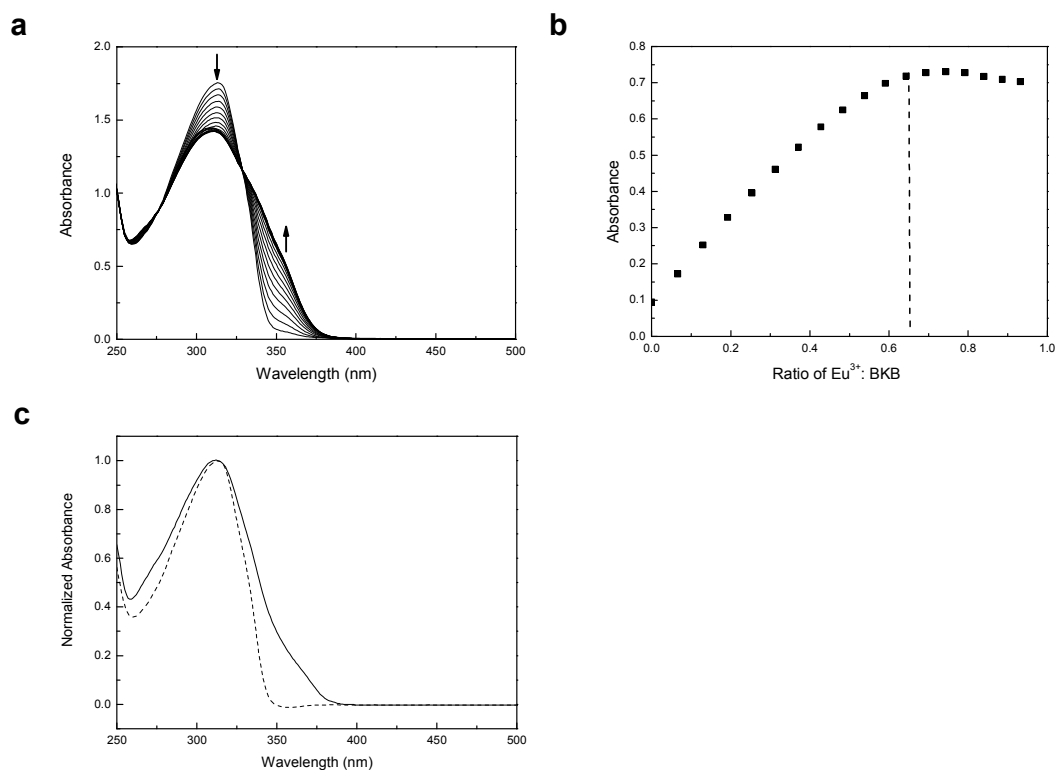 a
2.0
1.5
1.0
0.5
0.0
250 300 350 400 450 500
Absorbance
Wavelength (nm)
b
0.8
0.7
0.6
0.5
0.4
0.3
0.2
0.1
0.0
0.0 0.2 0.4 0.6 0.8 1.0
Absorbance
Ratio of Eu³⁺: BKB
c
1.0
0.8
0.6
0.4
0.2
0.0
250 300 350 400 450 500
Normalized Absorbance
Wavelength (nm)